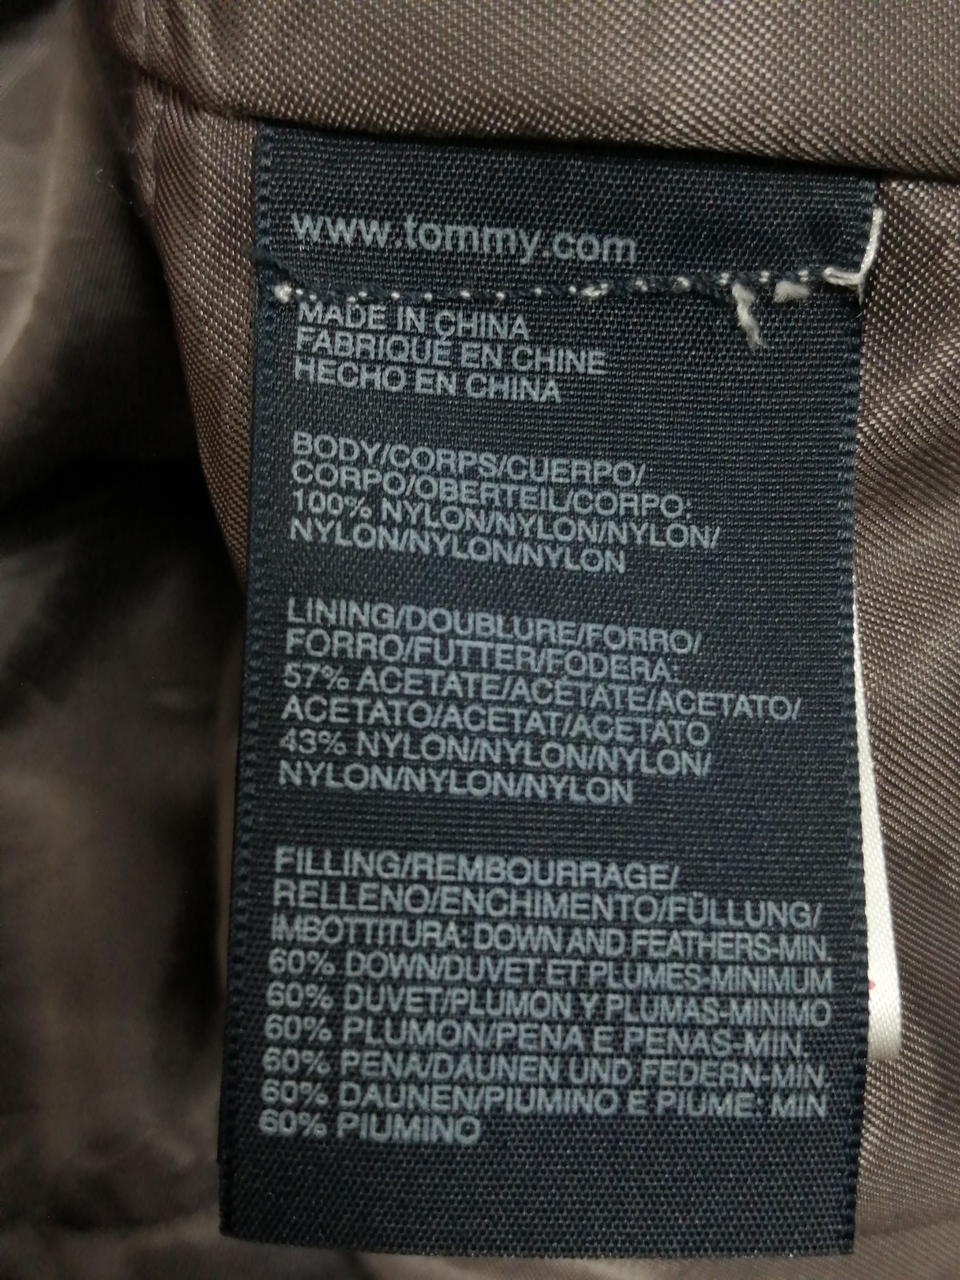 www.tommy.com
MADE IN CHINA
FABRIQUÉ EN CHINE
HECHO EN CHINA
BODY/CORPS/CUERPO/
CORPO/OBERTEIL/CORPO:
100% NYLON/NYLON/NYLON/
NYLON/NYLON/NYLON
LINING/DOUBLURE/FORRO/
FORRO/FUTTER/FODERA:
57% ACETATE/ACÉTATE/ACETATO/
ACETATO/ACETAT/ACETATO
43% NYLON/NYLON/NYLON/
NYLON/NYLON/NYLON
FILLING/REMBOURRAGE/
RELLENO/ENCHIMENTO/FÜLLUNG/
IMBOTTITURA: DOWN AND FEATHERS-MIN.
60% DOWN/DUVET ET PLUMES-MINIMUM
60% DUVET/PLUMON Y PLUMAS-MINIMO
60% PLUMON/PENA E PENAS-MIN.
60% PENA/DAUNEN UND FEDERN-MIN.
60% DAUNEN/PIUMINO E PIUME: MIN
60% PIUMINO